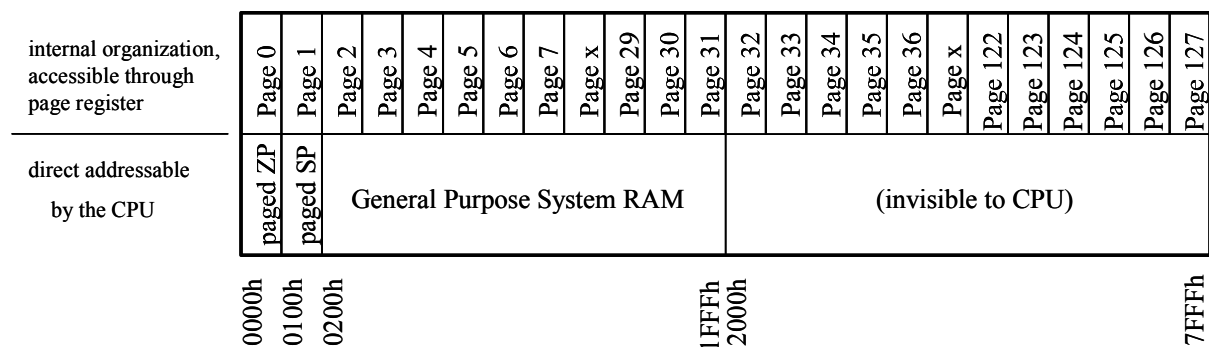 internal organization,
accessible through
page register
Page 0
Page 1
Page 2
Page 3
Page 4
Page 5
Page 6
Page 7
Page x
Page 29
Page 30
Page 31
Page 32
Page 33
Page 34
Page 35
Page 36
Page x
Page 122
Page 123
Page 124
Page 125
Page 126
Page 127
direct addressable
by the CPU
paged ZP
paged SP
General Purpose System RAM
(invisible to CPU)
0000h
0100h
0200h
1FFFh
2000h
7FFFh